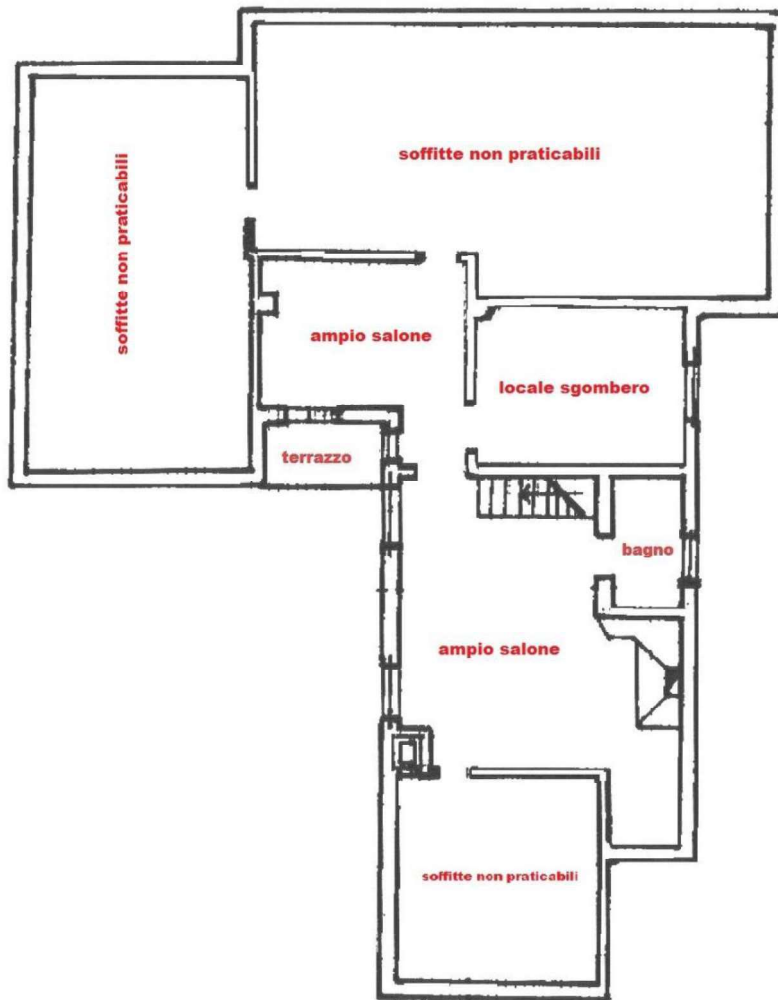 soffitte non praticabili
soffitte non praticabili
ampio salone
locale sgombero
terrazzo
bagno
ampio salone
soffitte non praticabili